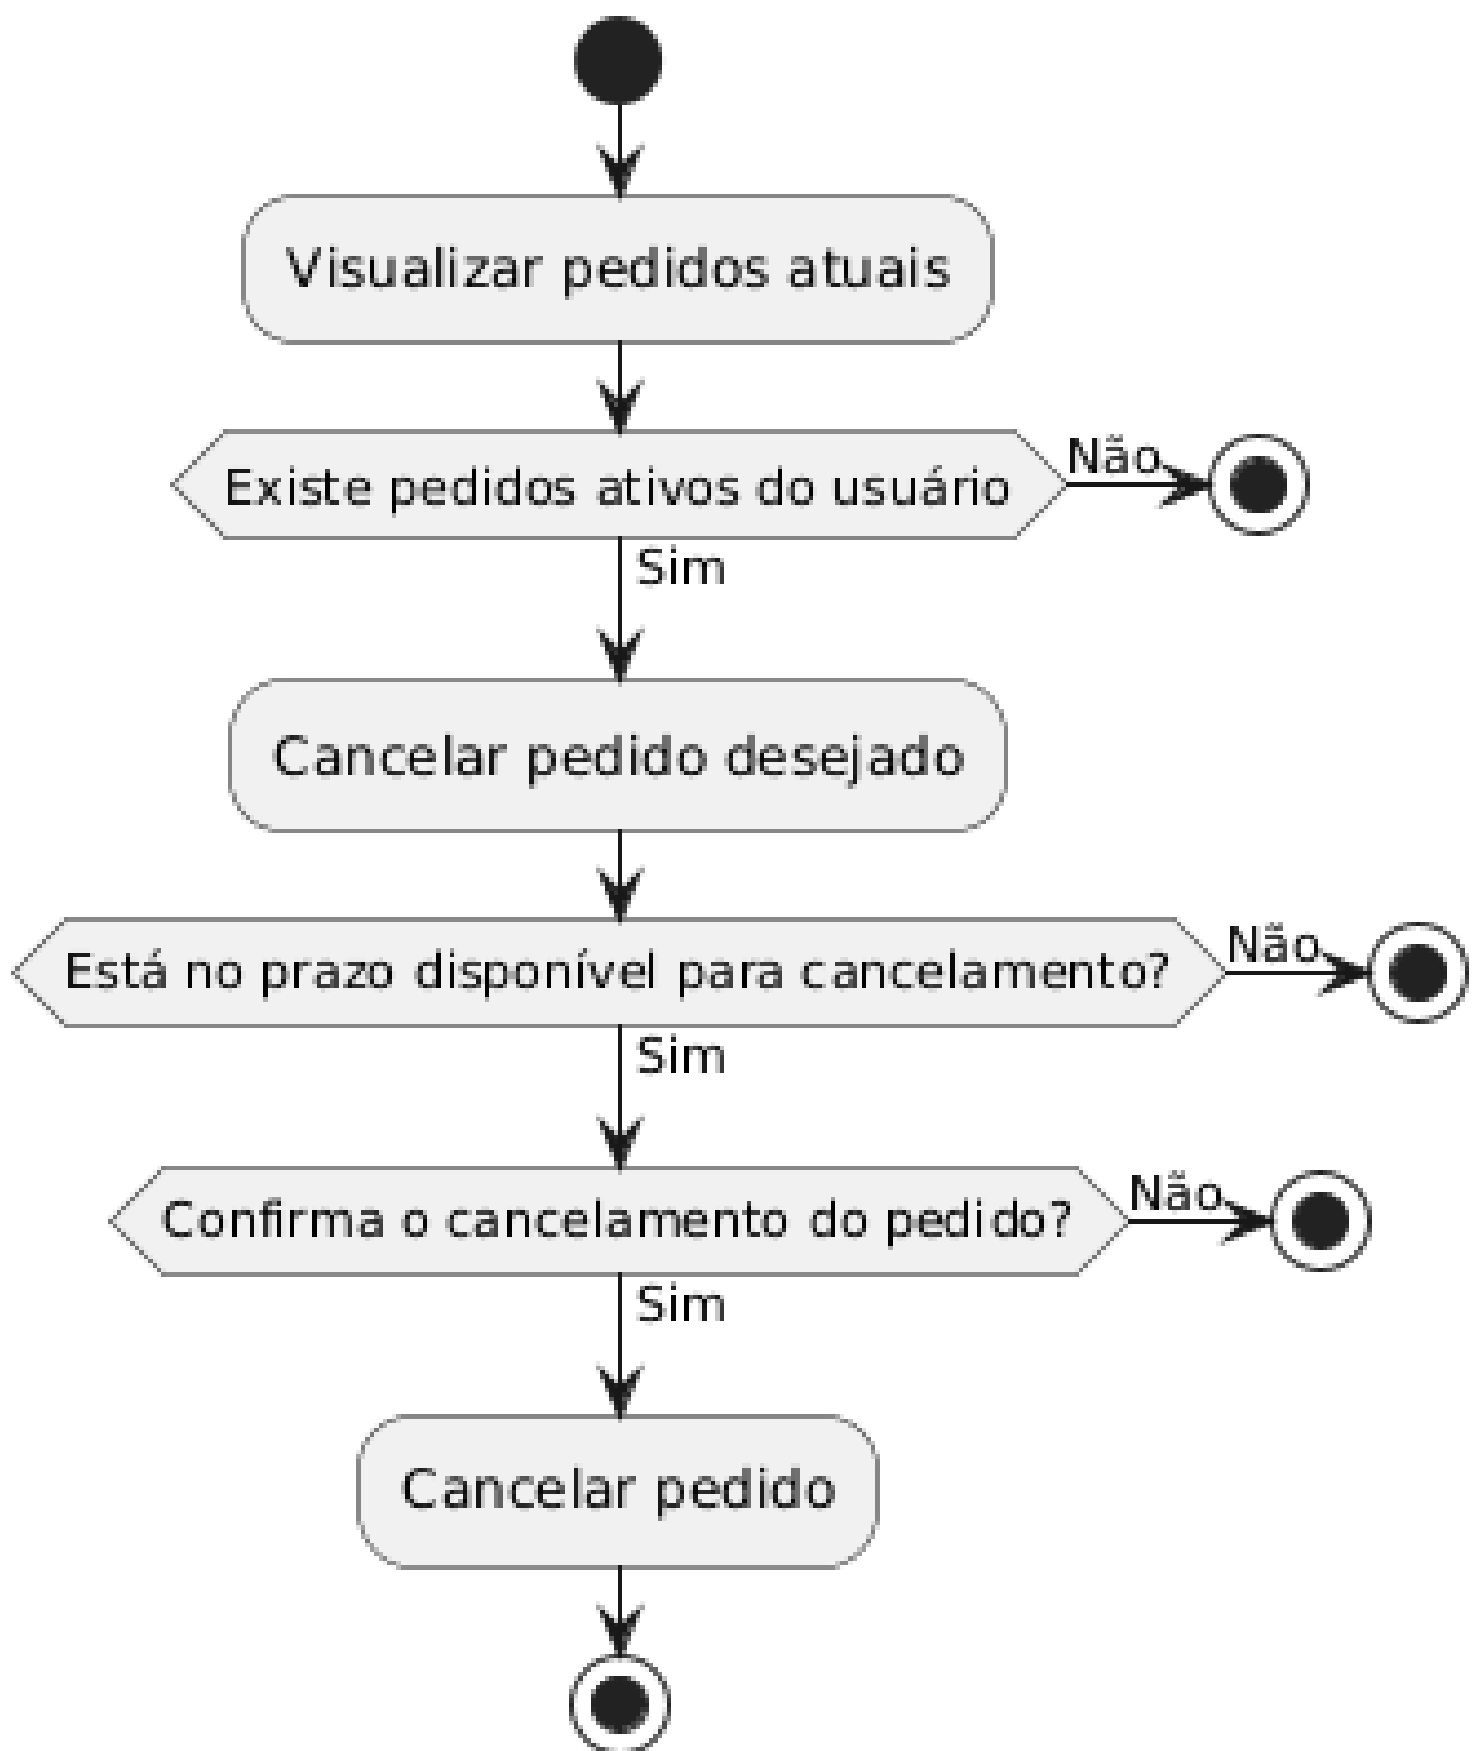 Visualizar pedidos atuais
Existe pedidos ativos do usuário
Não
Sim
Cancelar pedido desejado
Está no prazo disponível para cancelamento?
Não
Sim
Confirma o cancelamento do pedido?
Não
Sim
Cancelar pedido